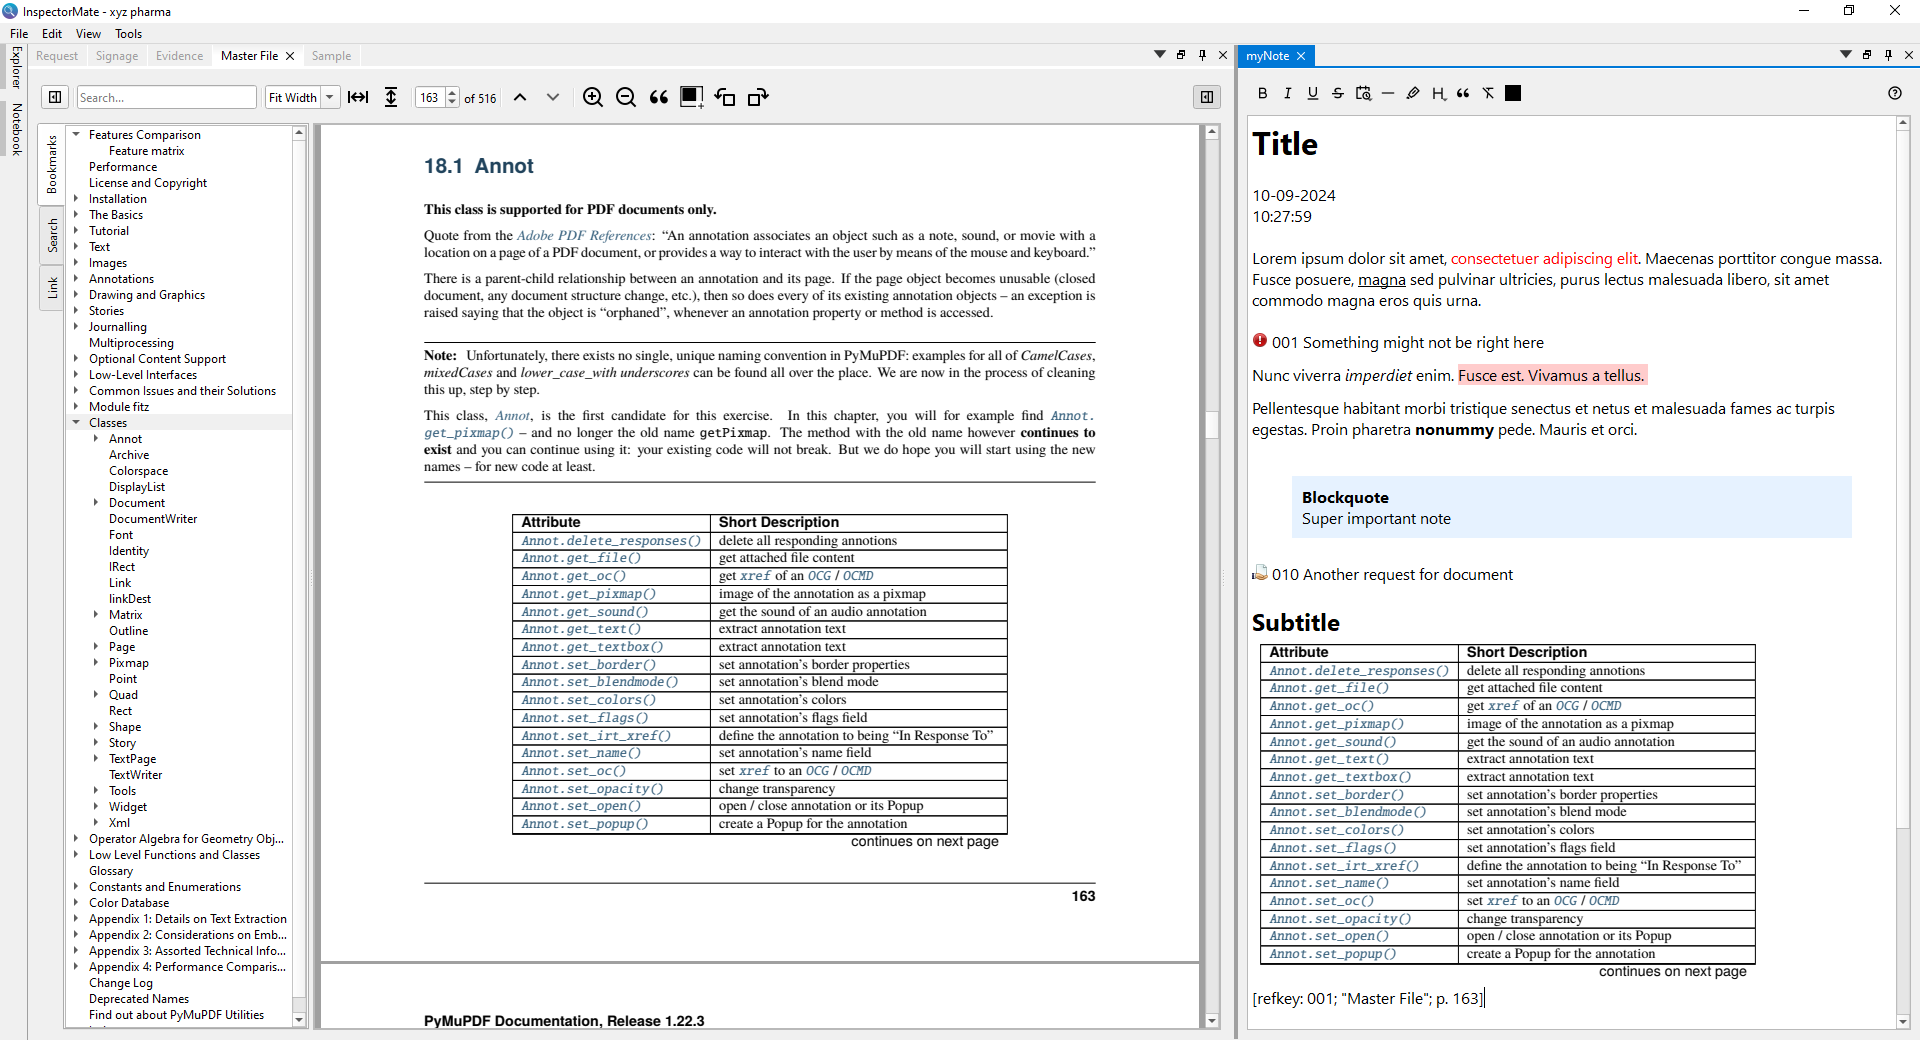 InspectorMate - xyz pharma
File Edit View Tools
Explorer
Notebook
Request Signage Evidence Master File Sample
Search...
Fit Width
163 of 516
Bookmarks
Search
Link
Features Comparison
Feature matrix
Performance
License and Copyright
Installation
The Basics
Tutorial
Text
Images
Annotations
Drawing and Graphics
Stories
Journalling
Multiprocessing
Optional Content Support
Low-Level Interfaces
Common Issues and their Solutions
Module fitz
Classes
Annot
Archive
Colorspace
DisplayList
Document
DocumentWriter
Font
Identity
IRect
Link
linkDest
Matrix
Outline
Page
Pixmap
Point
Quad
Rect
Shape
Story
TextPage
TextWriter
Tools
Widget
Xml
Operator Algebra for Geometry Obj...
Low Level Functions and Classes
Glossary
Constants and Enumerations
Color Database
Appendix 1: Details on Text Extraction
Appendix 2: Considerations on Emb...
Appendix 3: Assorted Technical Info...
Appendix 4: Performance Comparis...
Change Log
Deprecated Names
Find out about PyMuPDF Utilities
18.1 Annot
This class is supported for PDF documents only.
Quote from the Adobe PDF References: “An annotation associates an object such as a note, sound, or movie with a
location on a page of a PDF document, or provides a way to interact with the user by means of the mouse and keyboard.”
There is a parent-child relationship between an annotation and its page. If the page object becomes unusable (closed
document, any document structure change, etc.), then so does every of its existing annotation objects – an exception is
raised saying that the object is “orphaned”, whenever an annotation property or method is accessed.
Note: Unfortunately, there exists no single, unique naming convention in PyMuPDF: examples for all of CamelCases,
mixedCases and lower_case_with underscores can be found all over the place. We are now in the process of cleaning
this up, step by step.
This class, Annot, is the first candidate for this exercise. In this chapter, you will for example find Annot.
get_pixmap() – and no longer the old name getPixmap. The method with the old name however continues to
exist and you can continue using it: your existing code will not break. But we do hope you will start using the new
names – for new code at least.
Attribute Short Description
Annot.delete_responses() delete all responding annotions
Annot.get_file() get attached file content
Annot.get_oc() get xref of an OCG / OCMD
Annot.get_pixmap() image of the annotation as a pixmap
Annot.get_sound() get the sound of an audio annotation
Annot.get_text() extract annotation text
Annot.get_textbox() extract annotation text
Annot.set_border() set annotation’s border properties
Annot.set_blendmode() set annotation’s blend mode
Annot.set_colors() set annotation’s colors
Annot.set_flags() set annotation’s flags field
Annot.set_irt_xref() define the annotation to being “In Response To”
Annot.set_name() set annotation’s name field
Annot.set_oc() set xref to an OCG / OCMD
Annot.set_opacity() change transparency
Annot.set_open() open / close annotation or its Popup
Annot.set_popup() create a Popup for the annotation
continues on next page
163
PyMuPDF Documentation, Release 1.22.3
myNote
Title
10-09-2024
10:27:59
Lorem ipsum dolor sit amet, consectetuer adipiscing elit. Maecenas porttitor congue massa.
Fusce posuere, magna sed pulvinar ultricies, purus lectus malesuada libero, sit amet
commodo magna eros quis urna.
001 Something might not be right here
Nunc viverra imperdiet enim. Fusce est. Vivamus a tellus.
Pellentesque habitant morbi tristique senectus et netus et malesuada fames ac turpis
egestas. Proin pharetra nonummy pede. Mauris et orci.
Blockquote
Super important note
010 Another request for document
Subtitle
Attribute Short Description
Annot.delete_responses() delete all responding annotions
Annot.get_file() get attached file content
Annot.get_oc() get xref of an OCG / OCMD
Annot.get_pixmap() image of the annotation as a pixmap
Annot.get_sound() get the sound of an audio annotation
Annot.get_text() extract annotation text
Annot.get_textbox() extract annotation text
Annot.set_border() set annotation’s border properties
Annot.set_blendmode() set annotation’s blend mode
Annot.set_colors() set annotation’s colors
Annot.set_flags() set annotation’s flags field
Annot.set_irt_xref() define the annotation to being “In Response To”
Annot.set_name() set annotation’s name field
Annot.set_oc() set xref to an OCG / OCMD
Annot.set_opacity() change transparency
Annot.set_open() open / close annotation or its Popup
Annot.set_popup() create a Popup for the annotation
continues on next page
[refkey: 001; "Master File"; p. 163]